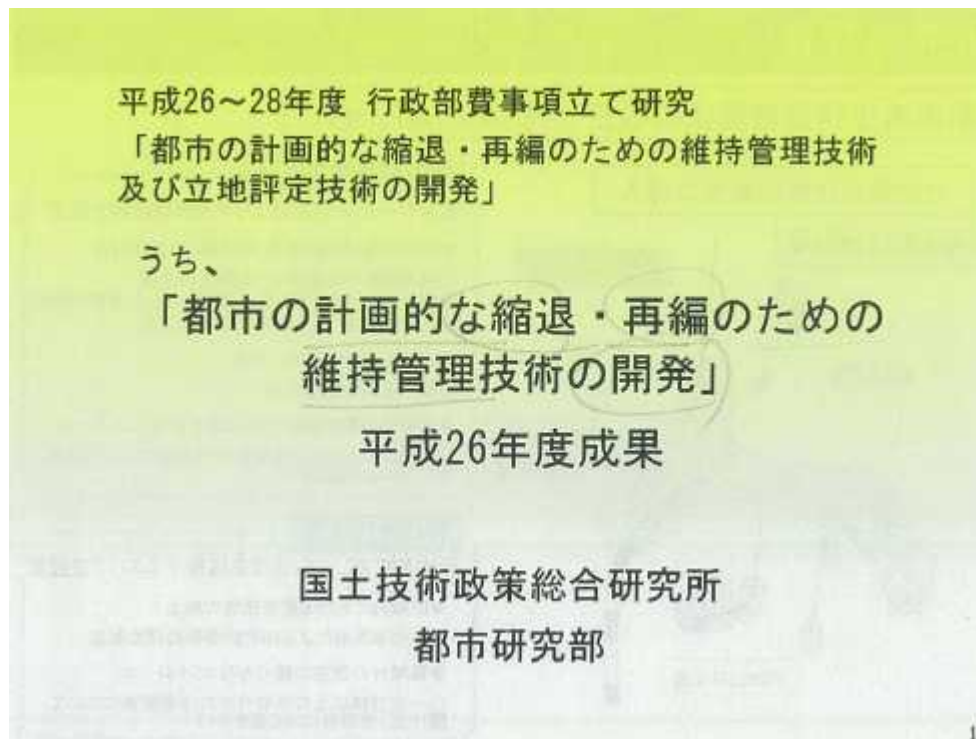 平成26~28年度 行政部費事項立て研究
「都市の計画的な縮退・再編のための維持管理技術
及び立地評定技術の開発」
うち、
「都市の計画的な縮退・再編のための
維持管理技術の開発」
平成26年度成果
国土技術政策総合研究所
都市研究部
1